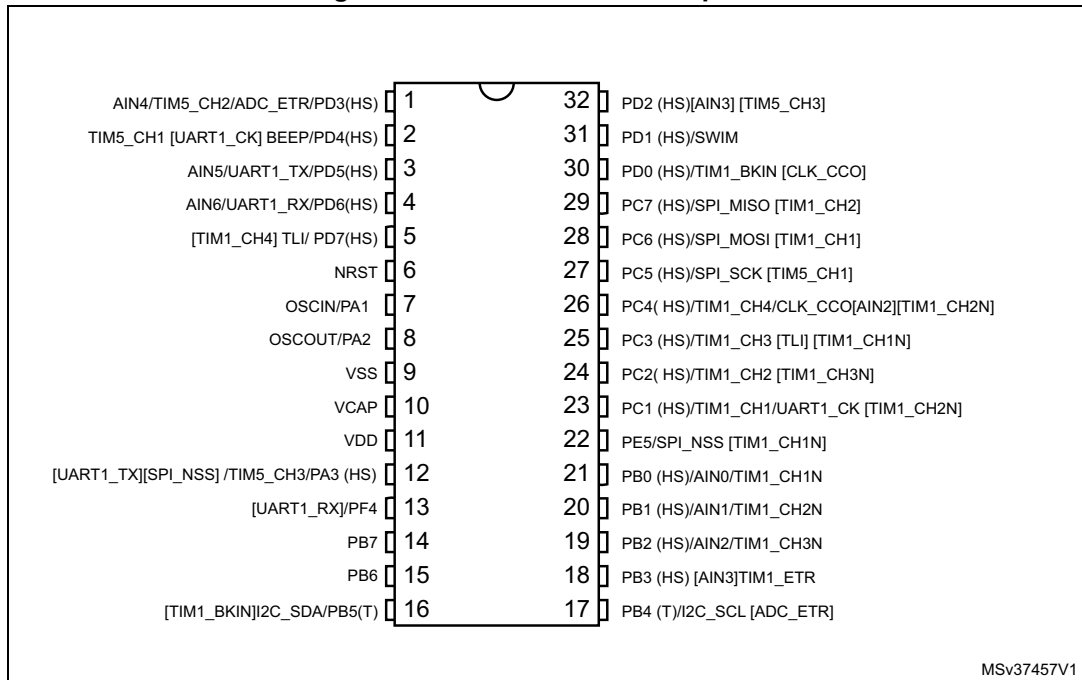 AIN4/TIM5_CH2/ADC_ETR/PD3(HS) 1 32 PD2 (HS)[AIN3] [TIM5_CH3]
TIM5_CH1 [UART1_CK] BEEP/PD4(HS) 2 31 PD1 (HS)/SWIM
AIN5/UART1_TX/PD5(HS) 3 30 PD0 (HS)/TIM1_BKIN [CLK_CCO]
AIN6/UART1_RX/PD6(HS) 4 29 PC7 (HS)/SPI_MISO [TIM1_CH2]
[TIM1_CH4] TLI/ PD7(HS) 5 28 PC6 (HS)/SPI_MOSI [TIM1_CH1]
NRST 6 27 PC5 (HS)/SPI_SCK [TIM5_CH1]
OSCIN/PA1 7 26 PC4( HS)/TIM1_CH4/CLK_CCO[AIN2][TIM1_CH2N]
OSCOUT/PA2 8 25 PC3 (HS)/TIM1_CH3 [TLI] [TIM1_CH1N]
VSS 9 24 PC2( HS)/TIM1_CH2 [TIM1_CH3N]
VCAP 10 23 PC1 (HS)/TIM1_CH1/UART1_CK [TIM1_CH2N]
VDD 11 22 PE5/SPI_NSS [TIM1_CH1N]
[UART1_TX][SPI_NSS] /TIM5_CH3/PA3 (HS) 12 21 PB0 (HS)/AIN0/TIM1_CH1N
[UART1_RX]/PF4 13 20 PB1 (HS)/AIN1/TIM1_CH2N
PB7 14 19 PB2 (HS)/AIN2/TIM1_CH3N
PB6 15 18 PB3 (HS) [AIN3]TIM1_ETR
[TIM1_BKIN]I2C_SDA/PB5(T) 16 17 PB4 (T)/I2C_SCL [ADC_ETR]
MSv37457V1